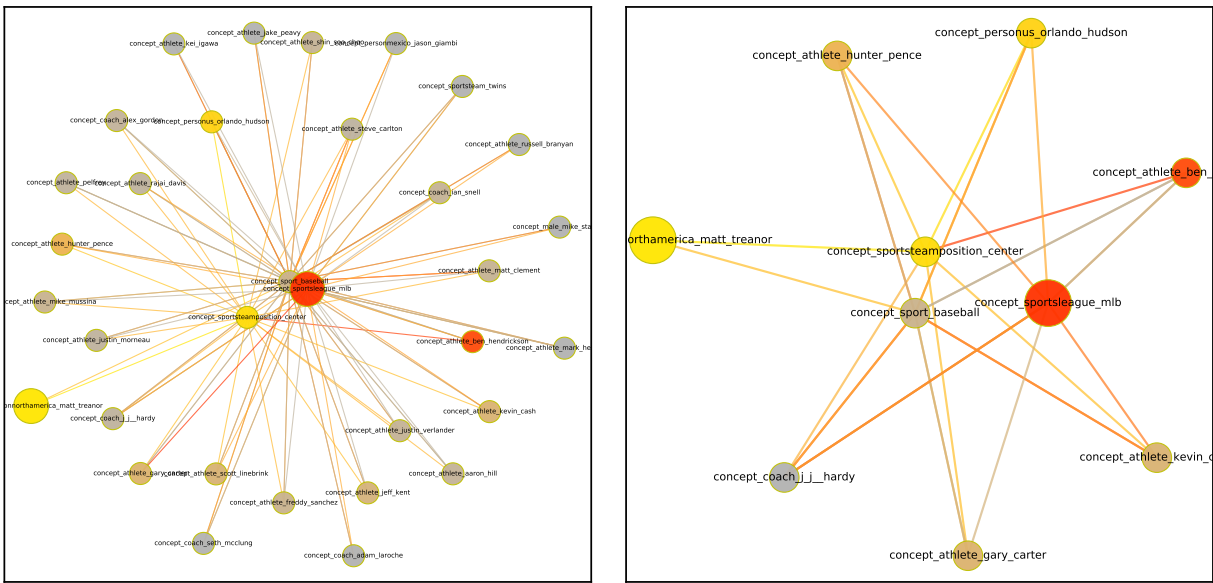 concept_athlete_jake_peavy
concept_athlete_kei_igawa
concept_athlete_shin_soo_choo
concept_personmexico_jason_giambi
concept_sportsteam_twins
concept_coach_alex_gordon
concept_personus_orlando_hudson
concept_athlete_steve_carlton
concept_athlete_russell_branyan
concept_athlete_pelfrey
concept_athlete_rajai_davis
concept_coach_ian_snell
concept_male_mike_sta
concept_athlete_hunter_pence
concept_athlete_matt_clement
concept_sport_baseball
concept_sportsleague_mlb
cept_athlete_mike_mussina
concept_sportsteamposition_center
concept_athlete_justin_morneau
concept_athlete_ben_hendrickson
concept_athlete_mark_he
onnorthamerica_matt_treanor
concept_coach_j_j__hardy
concept_athlete_kevin_cash
concept_athlete_justin_verlander
concept_athlete_gary_carter
concept_athlete_scott_linebrink
concept_athlete_aaron_hill
concept_athlete_jeff_kent
concept_athlete_freddy_sanchez
concept_coach_seth_mcclung
concept_coach_adam_laroche
concept_personus_orlando_hudson
concept_athlete_hunter_pence
concept_athlete_ben_
northamerica_matt_treanor
concept_sportsteamposition_center
concept_sportsleague_mlb
concept_sport_baseball
concept_athlete_kevin_c
concept_coach_j_j__hardy
concept_athlete_gary_carter